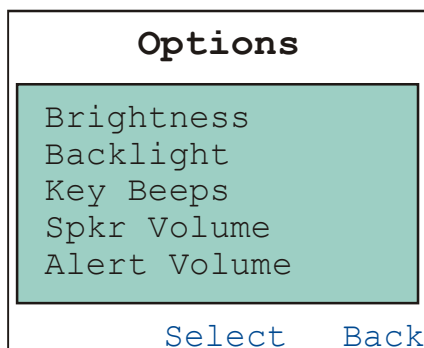 Options
Brightness
Backlight
Key Beeps
Spkr Volume
Alert Volume
Select Back